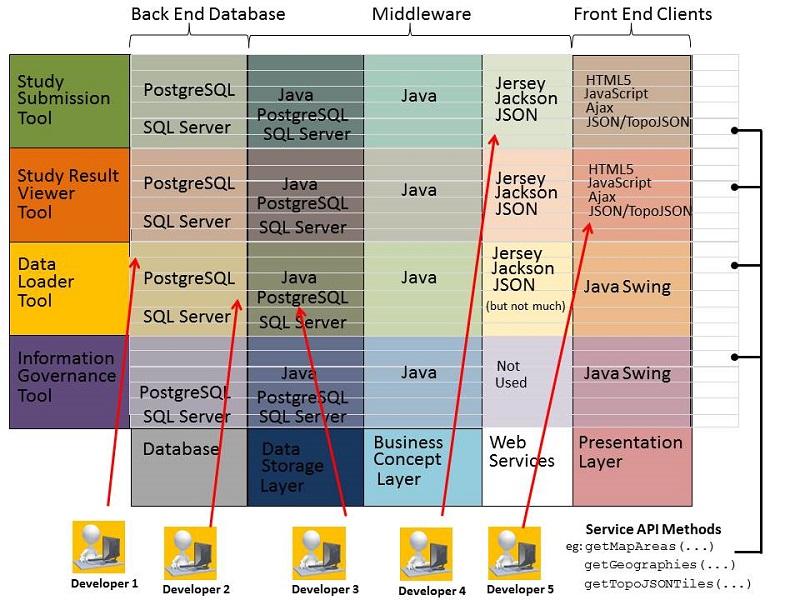 Back End Database
Middleware
Front End Clients
Study
Submission
Tool
PostgreSQL
SQL Server
Java
PostgreSQL
SQL Server
Java
Jersey
Jackson
JSON
HTML5
JavaScript
Ajax
JSON/TopoJSON
Study Result
Viewer
Tool
PostgreSQL
SQL Server
Java
PostgreSQL
SQL Server
Java
Jersey
Jackson
JSON
HTML5
JavaScript
Ajax
JSON/TopoJSON
Data
Loader
Tool
PostgreSQL
SQL Server
Java
PostgreSQL
SQL Server
Java
Jersey
Jackson
JSON
(but not much)
Java Swing
Information
Governance
Tool
PostgreSQL
SQL Server
Java
PostgreSQL
SQL Server
Java
Not
Used
Java Swing
Database
Data
Storage
Layer
Business
Concept
Layer
Web
Services
Presentation
Layer
Developer 1
Developer 2
Developer 3
Developer 4
Developer 5
Service API Methods
eg: getMapAreas(...)
getGeographies(...)
getTopoJSONTiles(...)